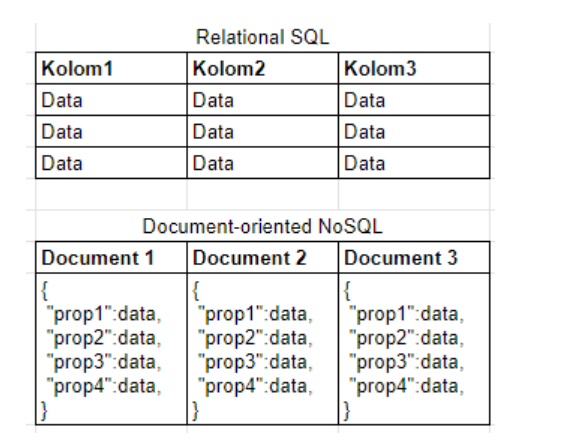 Relational SQL
Kolom1 Kolom2 Kolom3
Data Data Data
Data Data Data
Data Data Data
Document-oriented NoSQL
Document 1 Document 2 Document 3
{ { {
"prop1":data, "prop1":data, "prop1":data,
"prop2":data, "prop2":data, "prop2":data,
"prop3":data, "prop3":data, "prop3":data,
"prop4":data, "prop4":data, "prop4":data,
} } }